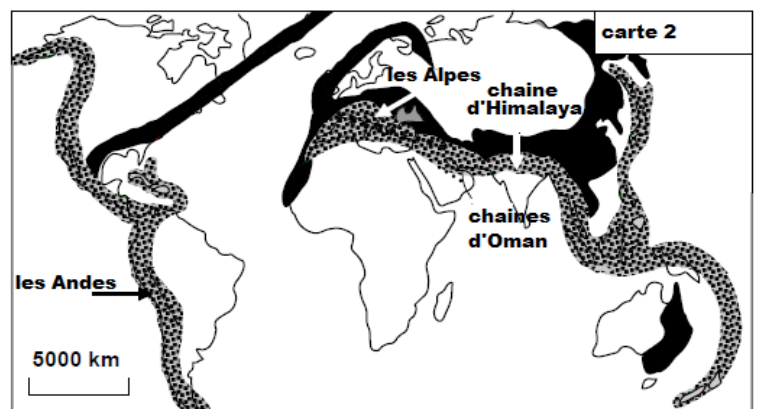 carte 2
les Alpes
chaine
d'Himalaya
chaines
d'Oman
les Andes
5000 km